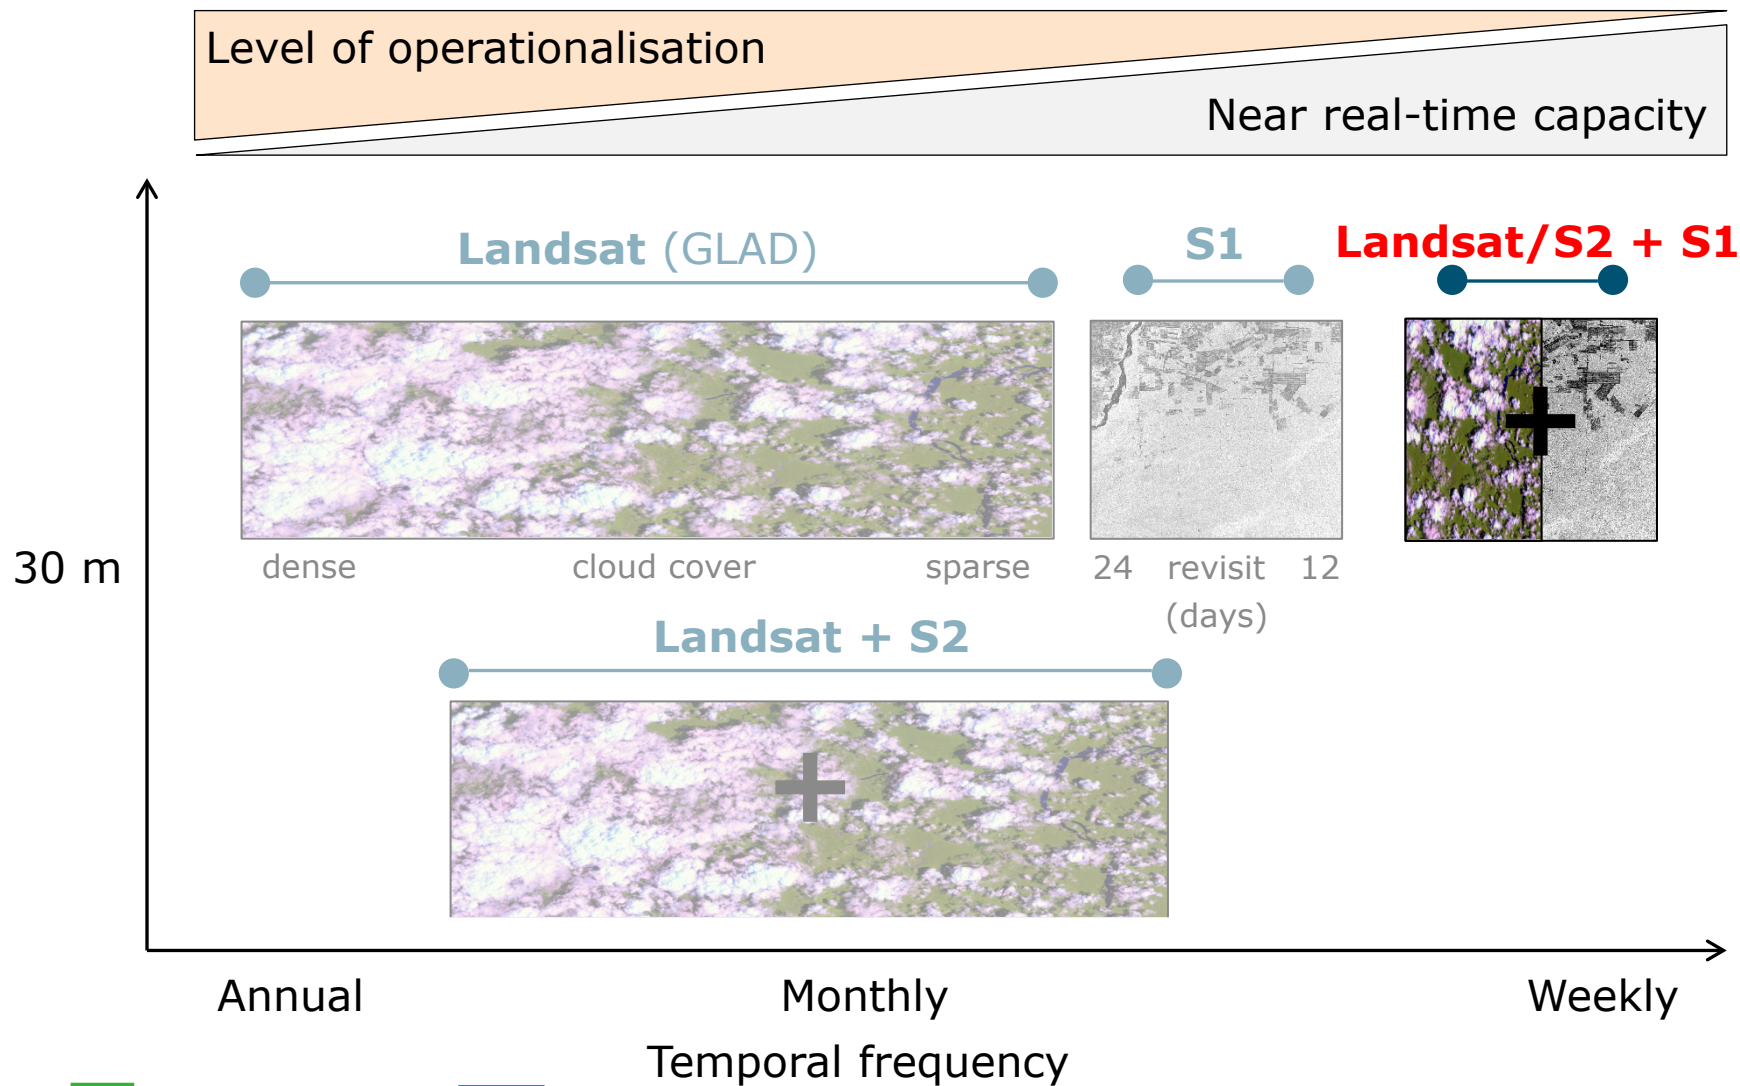 Level of operationalisation
Near real-time capacity
Landsat (GLAD)
S1
Landsat/S2 + S1
30 m
dense cloud cover sparse
24 revisit 12
(days)
Landsat + S2
Annual Monthly Weekly
Temporal frequency